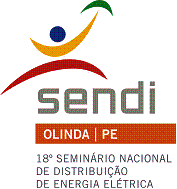 sendi
OLINDA | PE
18º SEMINÁRIO NACIONAL
DE DISTRIBUIÇÃO
DE ENERGIA ELÉTRICA